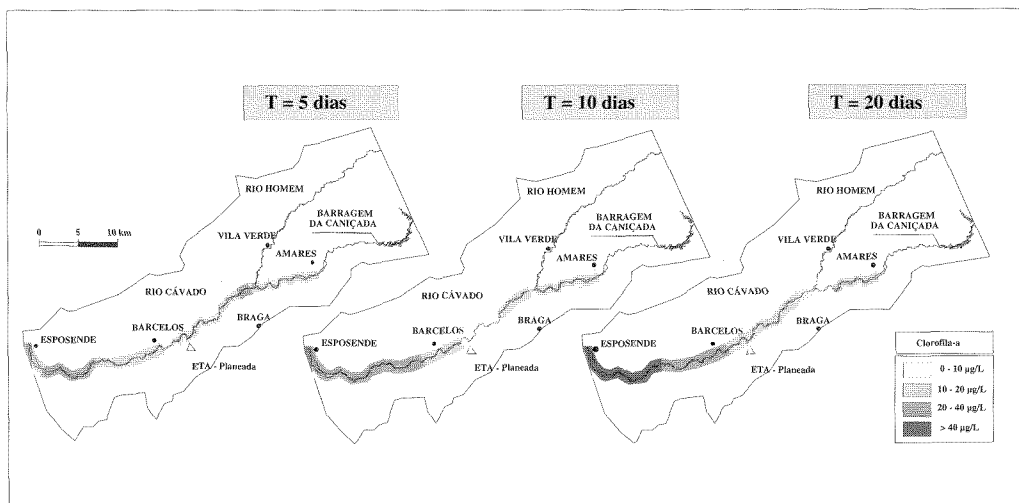 T = 5 dias
T = 10 dias
T = 20 dias
0 5 10 km
RIO HOMEM
BARRAGEM
DA CANIÇADA
VILA VERDE
AMARES
RIO CÁVADO
BRAGA
BARCELOS
ESPOSENDE
ETA - Planeada
RIO HOMEM
BARRAGEM
DA CANIÇADA
VILA VERDE
AMARES
RIO CÁVADO
BRAGA
BARCELOS
ESPOSENDE
ETA - Planeada
RIO HOMEM
BARRAGEM
DA CANIÇADA
VILA VERDE
AMARES
RIO CÁVADO
BRAGA
BARCELOS
ESPOSENDE
ETA - Planeada
Clorofila-a
0 - 10 µg/L
10 - 20 µg/L
20 - 40 µg/L
> 40 µg/L